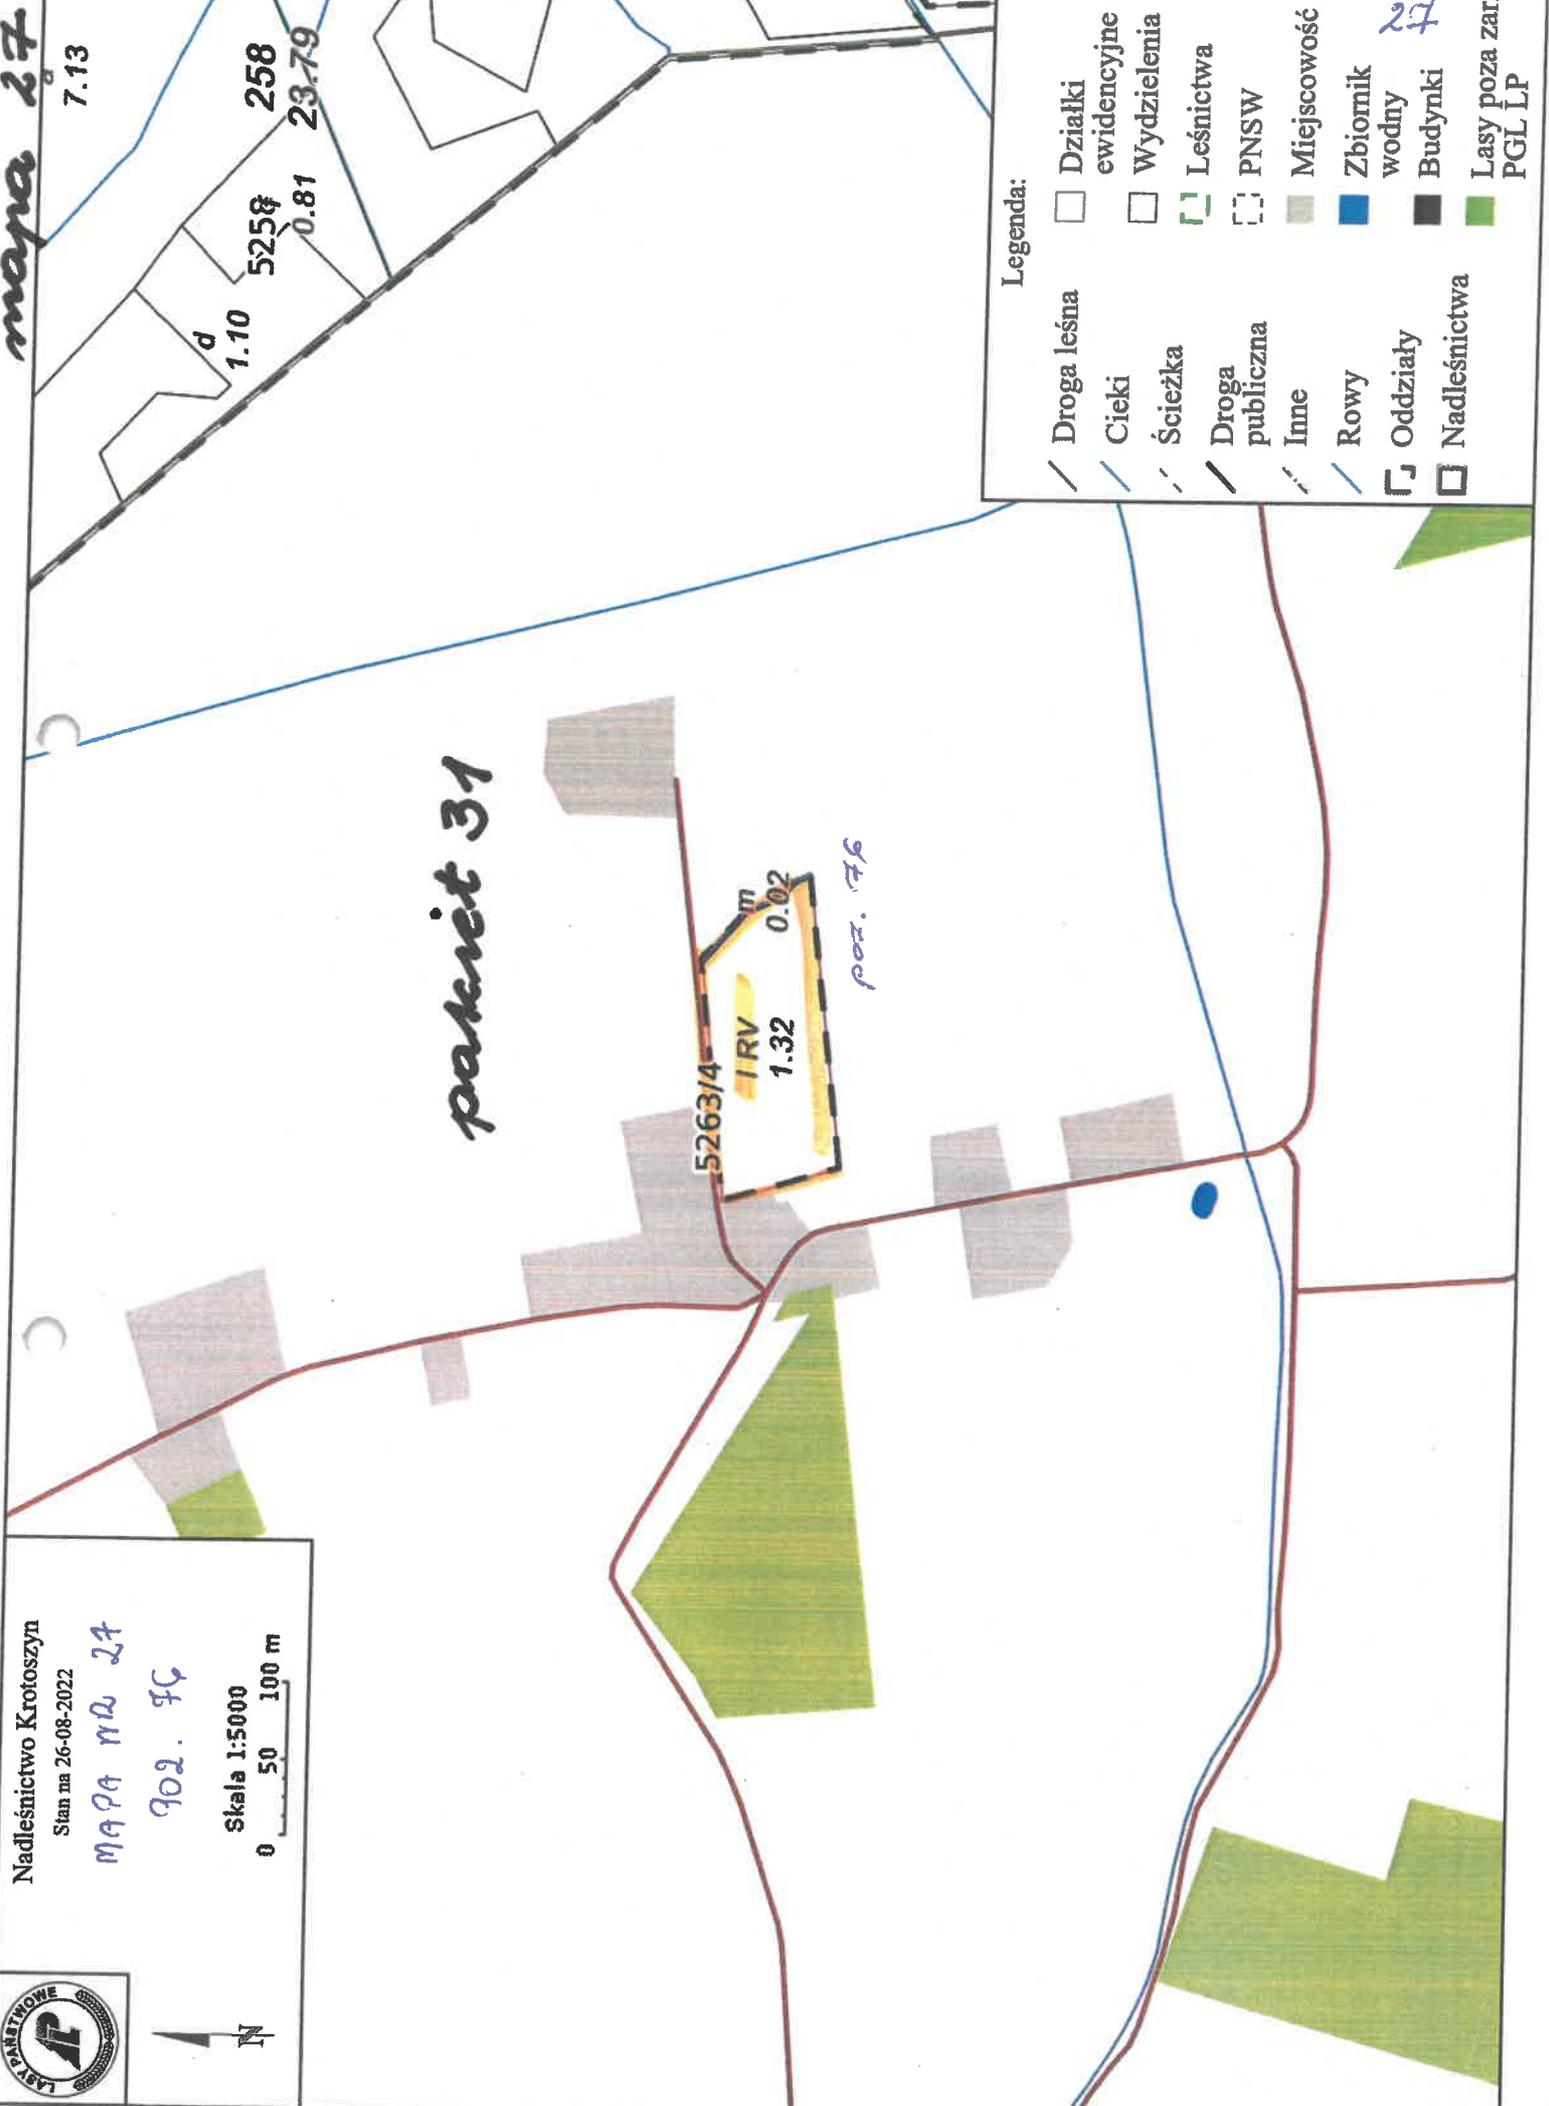 mapa 27
Nadleśnictwo Krotoszyn
Stan na 26-08-2022
MAPA NR 27
Skala 1:5000
0 50 100 m
LASY PAŃSTWOWE
N
pakiet 31
5263/4
I RV
1.32
m
0.02
poz. 76
7.13
258
23.79
0.81
d
1.10
Legenda:
Droga leśna
Cieki
Ścieżka
Droga
publiczna
Inne
Rowy
Oddziały
Nadleśnictwa
Działki
ewidencyjne
Wydzielenia
Leśnictwa
PNSW
Miejscowość
Zbiornik
wodny
Budynki
Lasy poza zar.
PGL LP
27